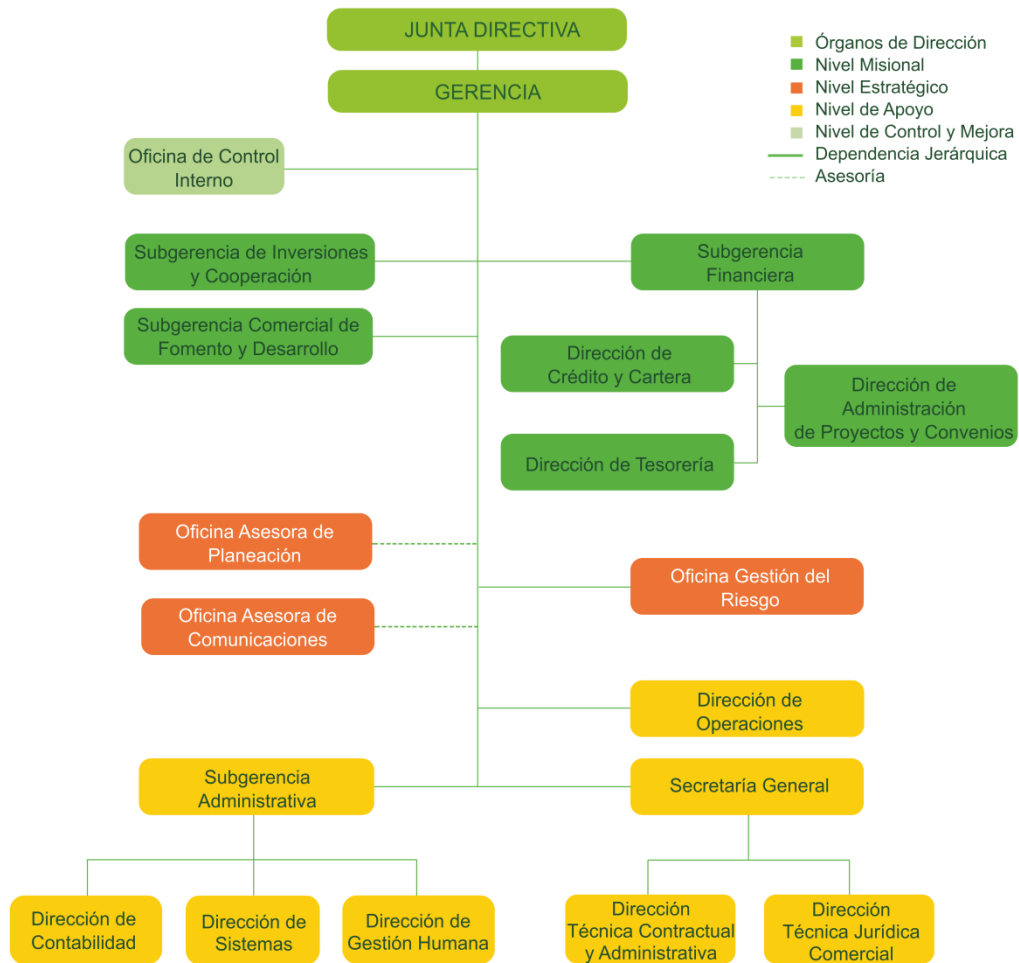 JUNTA DIRECTIVA
GERENCIA
Órganos de Dirección
Nivel Misional
Nivel Estratégico
Nivel de Apoyo
Nivel de Control y Mejora
Dependencia Jerárquica
Asesoría
Oficina de Control
Interno
Subgerencia de Inversiones
y Cooperación
Subgerencia
Financiera
Subgerencia Comercial de
Fomento y Desarrollo
Dirección de
Crédito y Cartera
Dirección de
Administración
de Proyectos y Convenios
Dirección de Tesorería
Oficina Asesora de
Planeación
Oficina Gestión del
Riesgo
Oficina Asesora de
Comunicaciones
Dirección de
Operaciones
Subgerencia
Administrativa
Secretaría General
Dirección de
Contabilidad
Dirección de
Sistemas
Dirección de
Gestión Humana
Dirección
Técnica Contractual
y Administrativa
Dirección
Técnica Jurídica
Comercial